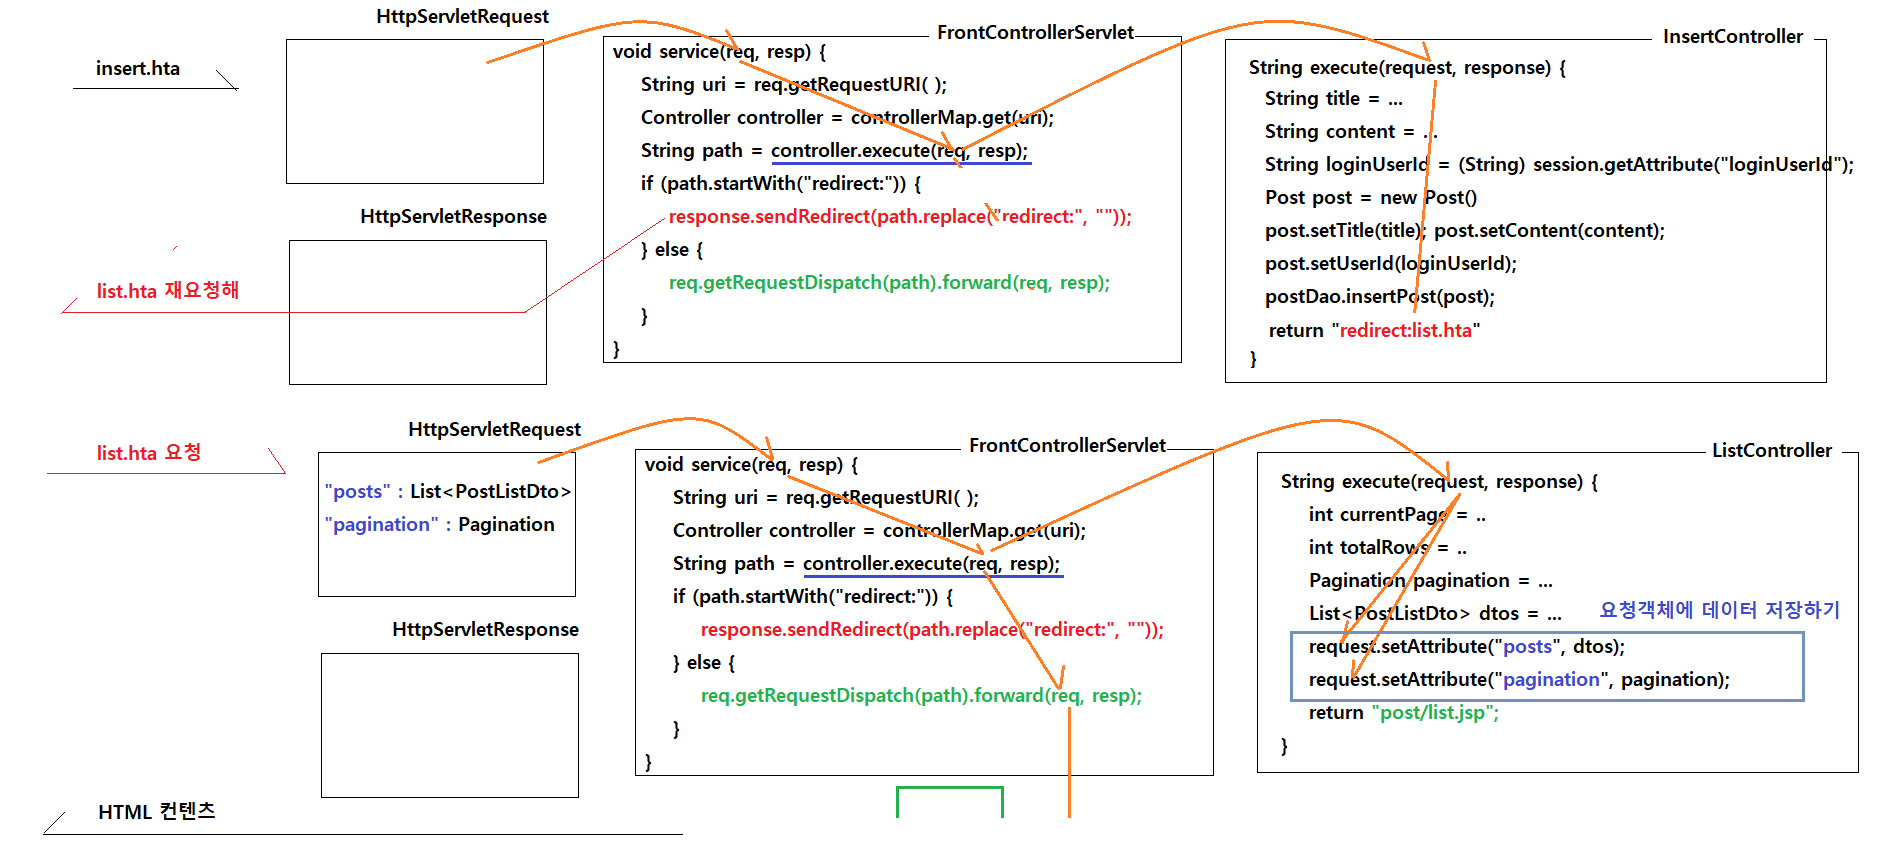 HttpServletRequest
insert.hta
HttpServletResponse
list.hta 재요청해
FrontControllerServlet
void service(req, resp) {
String uri = req.getRequestURI( );
Controller controller = controllerMap.get(uri);
String path = controller.execute(req, resp);
if (path.startWith("redirect:")) {
response.sendRedirect(path.replace("redirect:", ""));
} else {
req.getRequestDispatch(path).forward(req, resp);
}
}
InsertController
String execute(request, response) {
String title = ...
String content = ...
String loginUserId = (String) session.getAttribute("loginUserId");
Post post = new Post()
post.setTitle(title); post.setContent(content);
post.setUserId(loginUserId);
postDao.insertPost(post);
return "redirect:list.hta"
}
HttpServletRequest
list.hta 요청
"posts" : List<PostListDto>
"pagination" : Pagination
HttpServletResponse
HTML 컨텐츠
FrontControllerServlet
void service(req, resp) {
String uri = req.getRequestURI( );
Controller controller = controllerMap.get(uri);
String path = controller.execute(req, resp);
if (path.startWith("redirect:")) {
response.sendRedirect(path.replace("redirect:", ""));
} else {
req.getRequestDispatch(path).forward(req, resp);
}
}
ListController
String execute(request, response) {
int currentPage = ..
int totalRows = ..
Pagination pagination = ...
List<PostListDto> dtos = ...
요청객체에 데이터 저장하기
request.setAttribute("posts", dtos);
request.setAttribute("pagination", pagination);
return "post/list.jsp";
}